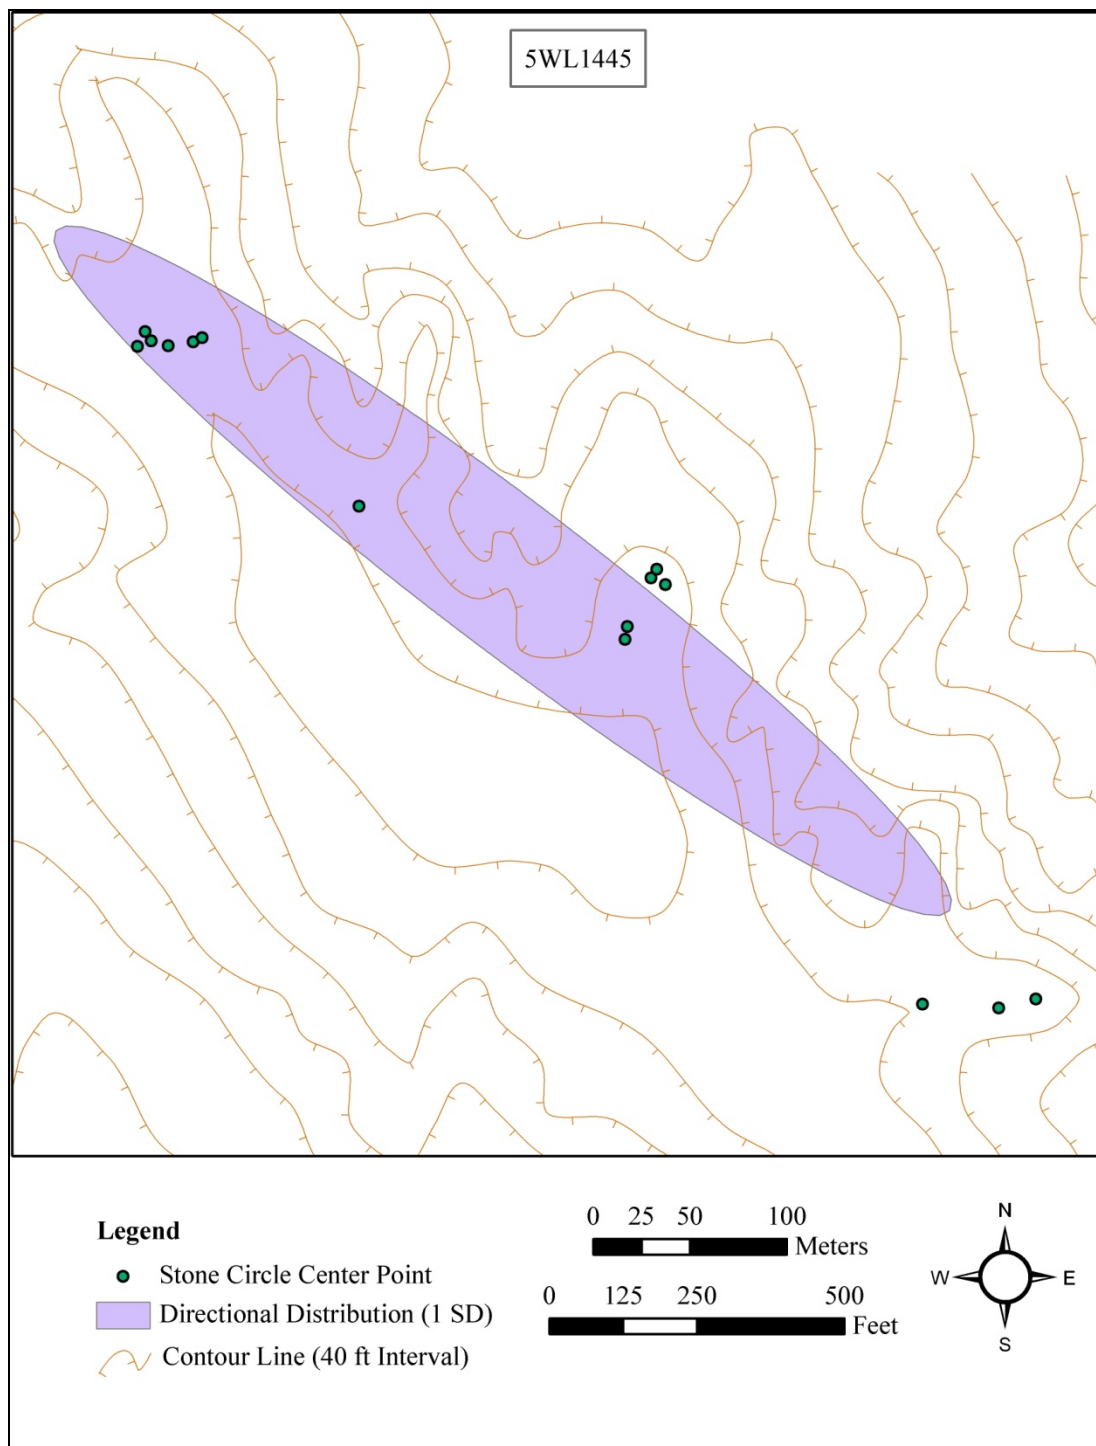 5WL1445
Legend
Stone Circle Center Point
Directional Distribution (1 SD)
Contour Line (40 ft Interval)
0 25 50 100
Meters
0 125 250 500
Feet
N
W E
S